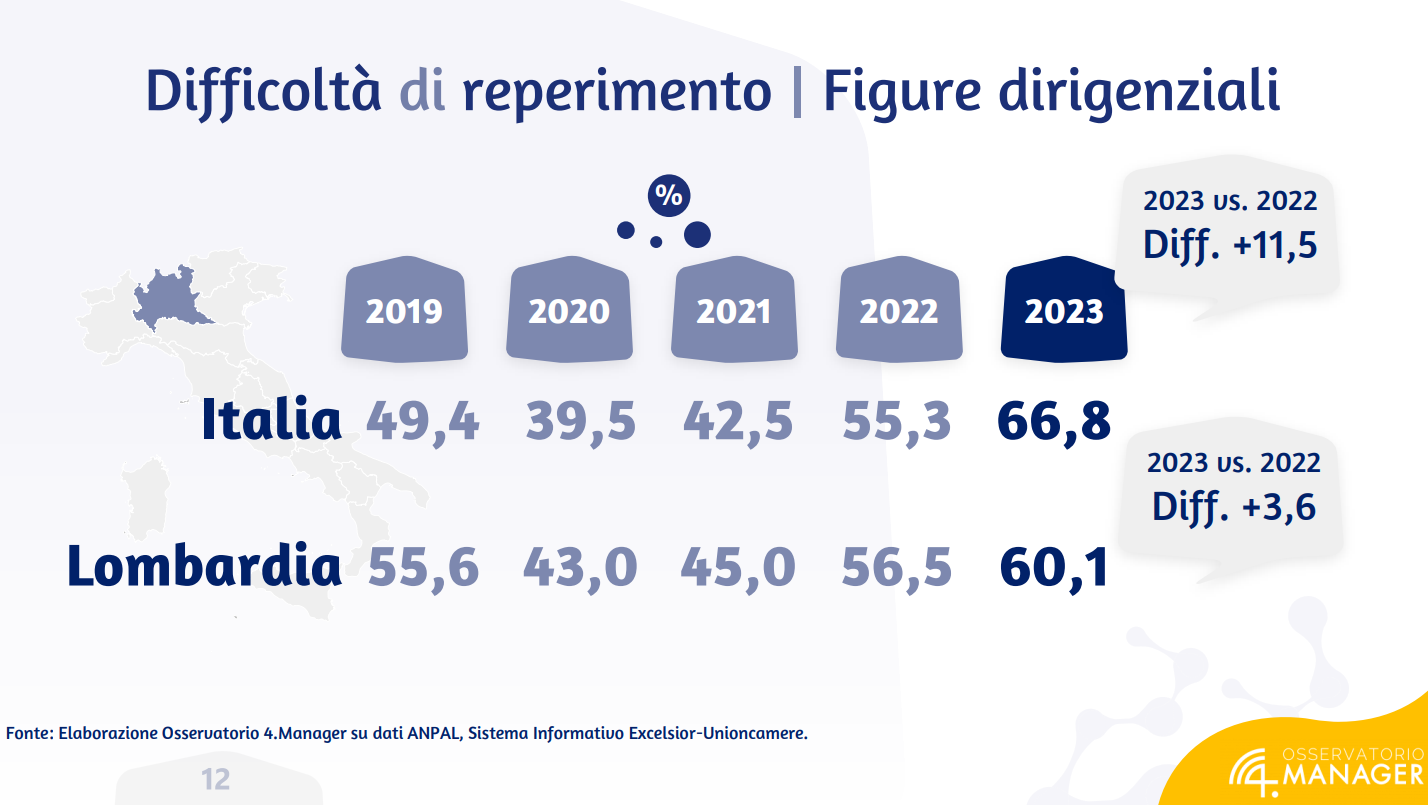 Difficoltà di reperimento | Figure dirigenziali
%
2023 vs. 2022
Diff. +11,5
2019 2020 2021 2022 2023
Italia 49,4 39,5 42,5 55,3 66,8
2023 vs. 2022
Diff. +3,6
Lombardia 55,6 43,0 45,0 56,5 60,1
Fonte: Elaborazione Osservatorio 4.Manager su dati ANPAL, Sistema Informativo Excelsior-Unioncamere.
12
OSSERVATORIO
4.MANAGER